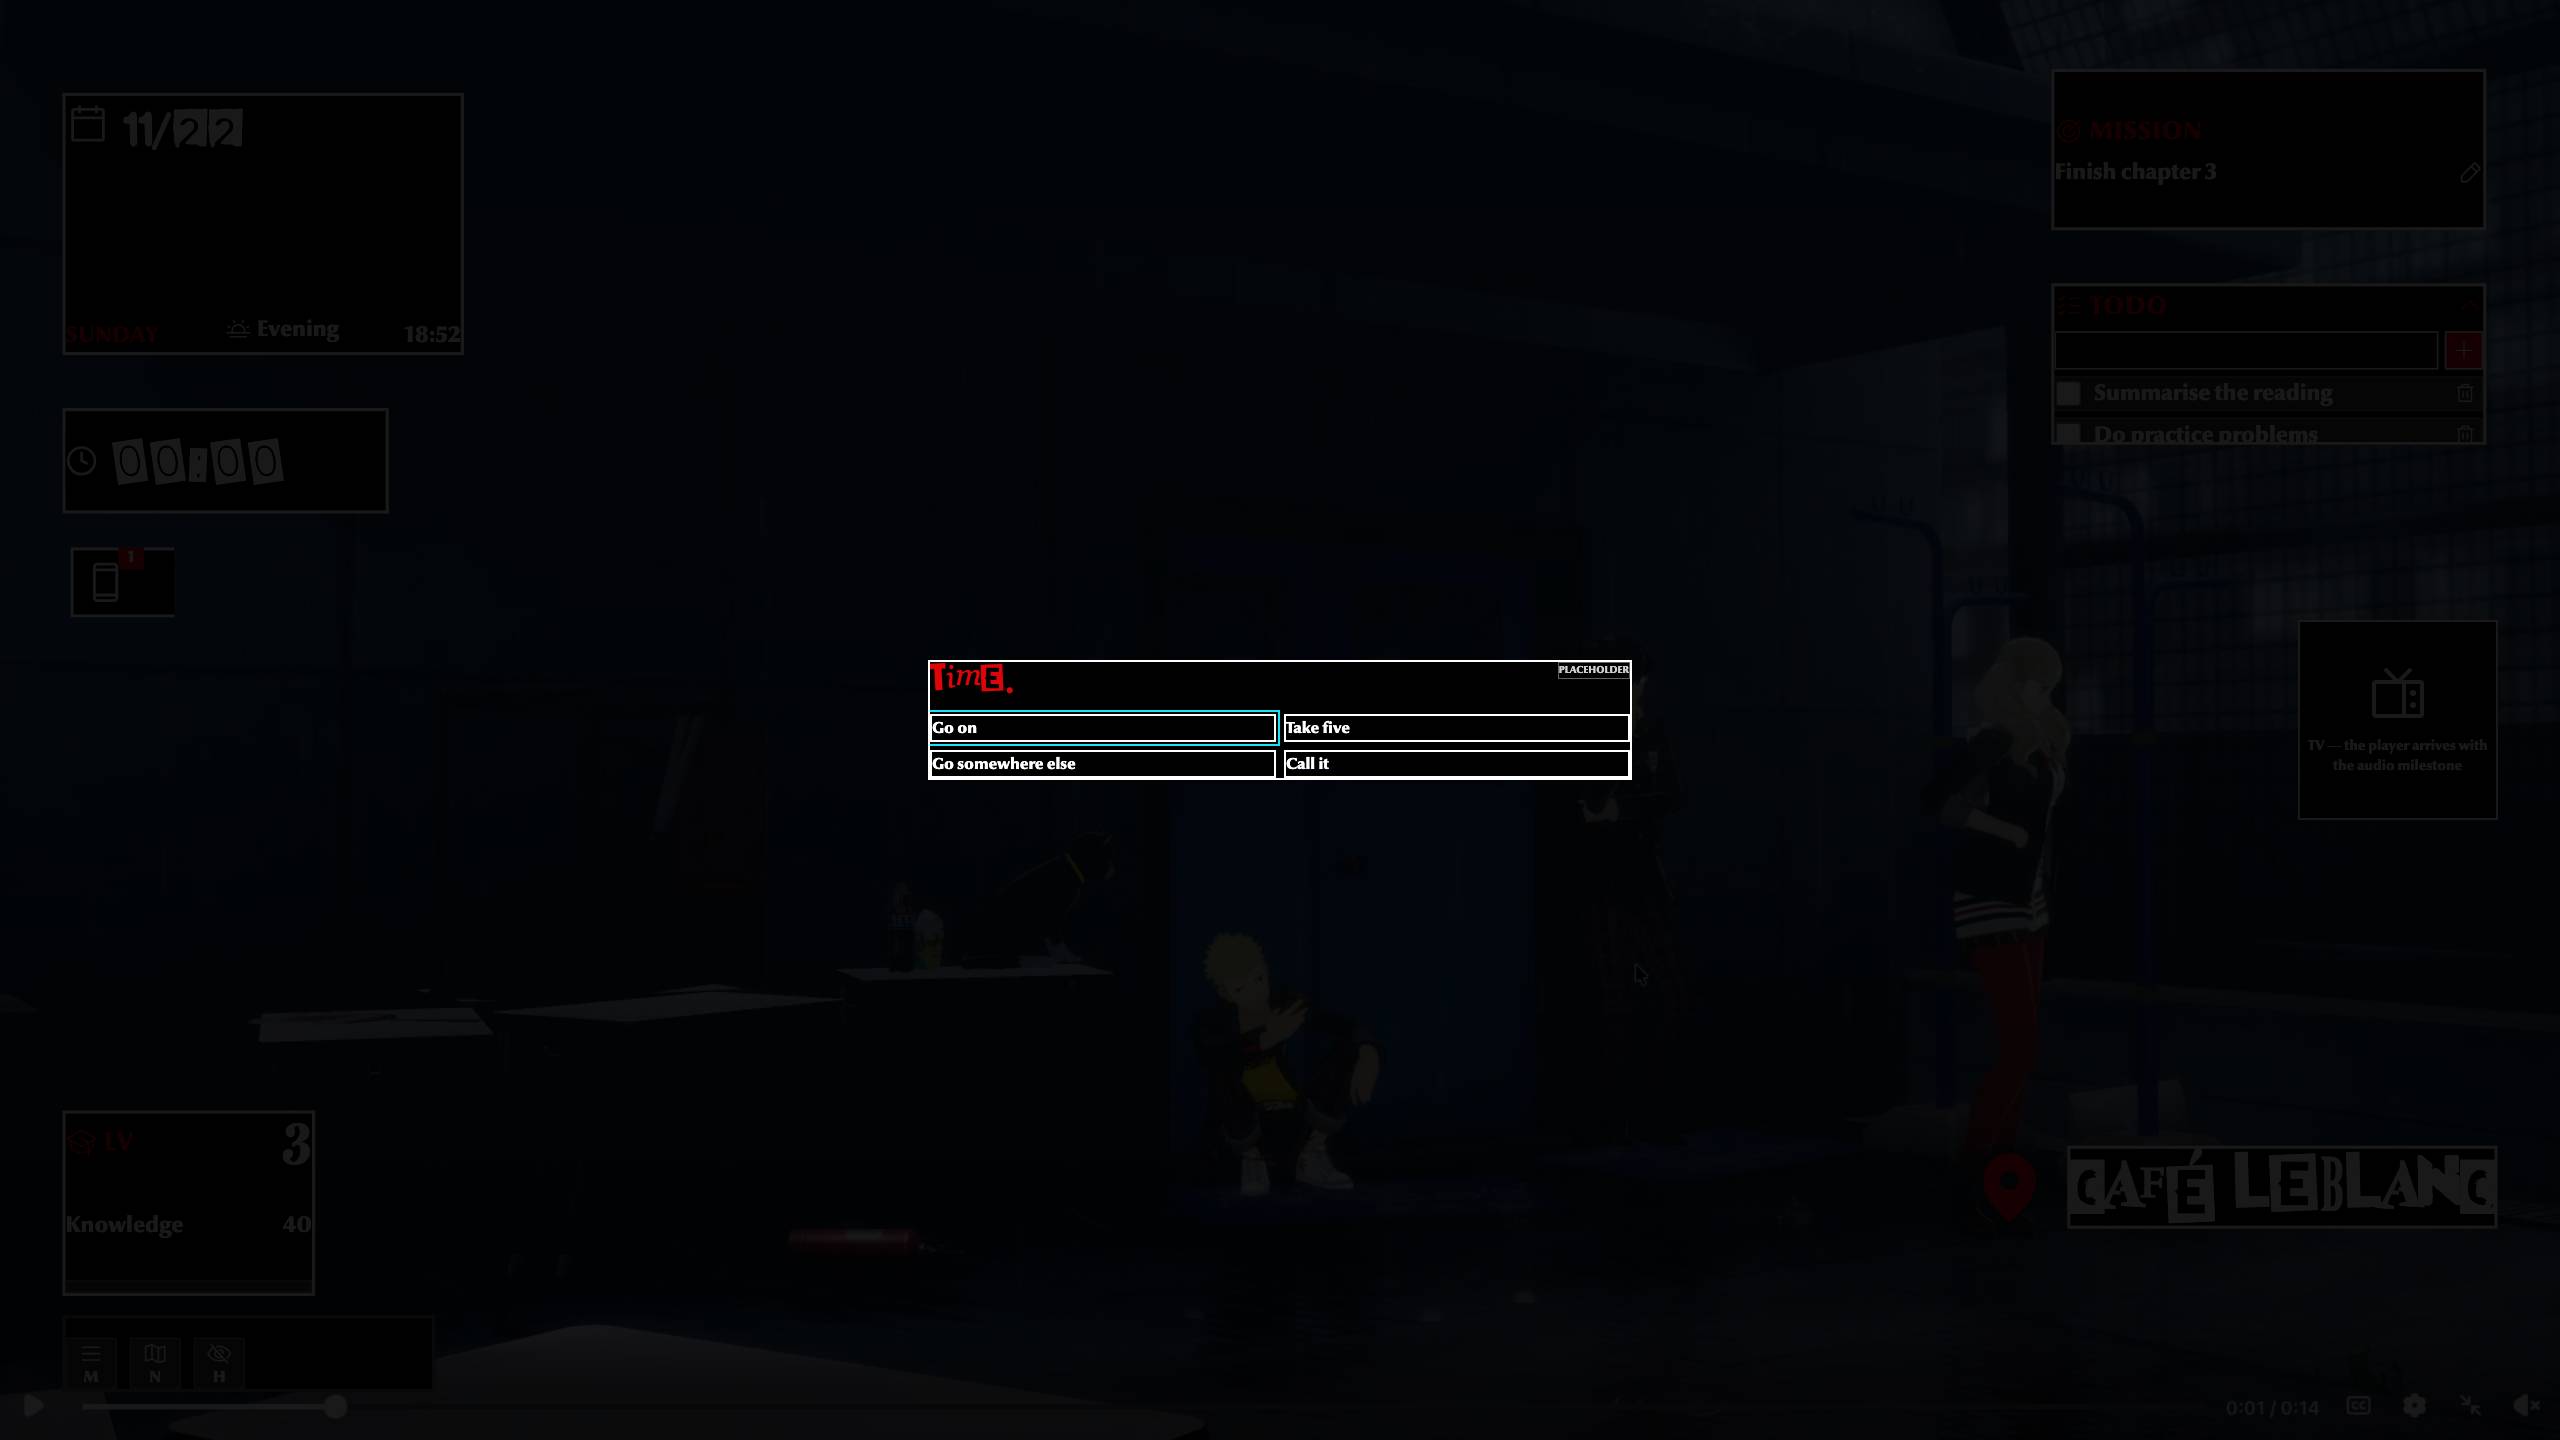 11/22
SUNDAY Evening 18:52
00:00
1
MISSION
Finish chapter 3
TODO
Summarise the reading
Do practice problems
TimE.
PLACEHOLDER
Go on
Take five
Go somewhere else
Call it
TV — the player arrives with
the audio milestone
LV 3
Knowledge 40
CAFÉ LEBLANC
M N H
0:01 / 0:14
CC